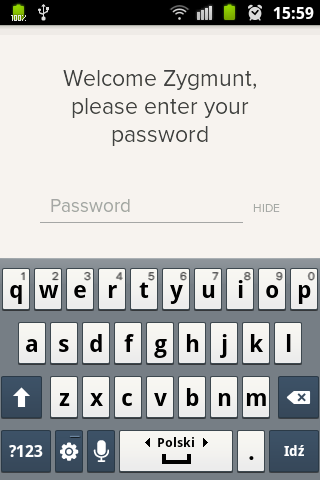 100% 15:59
Welcome Zygmunt,
please enter your
password
Password HIDE
1 2 3 4 5 6 7 8 9 0
q w e r t y u i o p
a s d f g h j k l
z x c v b n m
?123 Polski . Idź